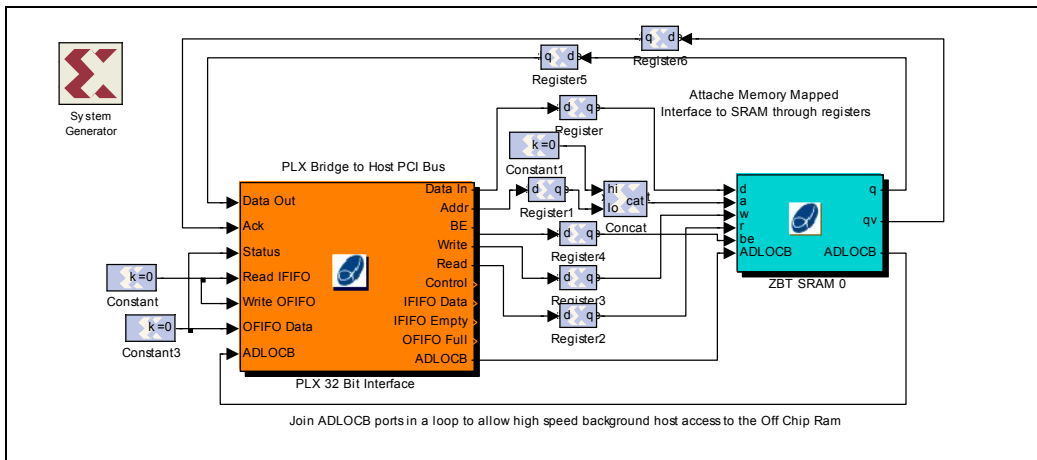 q d
Register6
q d
Register5
System
Generator
Attache Memory Mapped
Interface to SRAM through registers
d q
Register
k=0
Constant1
PLX Bridge to Host PCI Bus
d q
Register1
hi
lo
cat
Concat
Data Out
Ack
Status
Read IFIFO
Write OFIFO
OFIFO Data
ADLOCB
Data In
Addr
BE
Write
Read
Control
IFIFO Data
IFIFO Empty
OFIFO Full
ADLOCB
PLX 32 Bit Interface
k=0
Constant
k=0
Constant3
d q
Register4
d q
Register3
d q
Register2
d
a
w
r
be
ADLOCB
q
qv
ADLOCB
ZBT SRAM 0
Join ADLOCB ports in a loop to allow high speed background host access to the Off Chip Ram